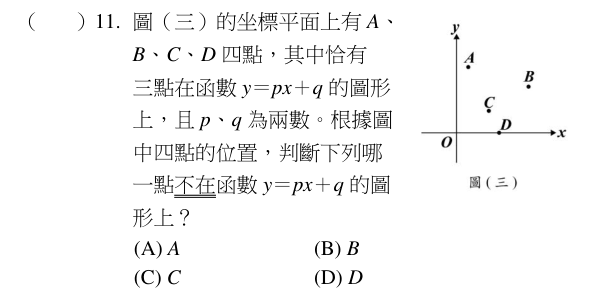 (　　) 11. 圖(三)的坐標平面上有 A、
B、C、D 四點，其中恰有
三點在函數 y=px+q 的圖形
上，且 p、q 為兩數。根據圖
中四點的位置，判斷下列哪
一點不在函數 y=px+q 的圖
形上？
(A) A (B) B
(C) C (D) D
y
A
B
C
D
O
x
圖(三)